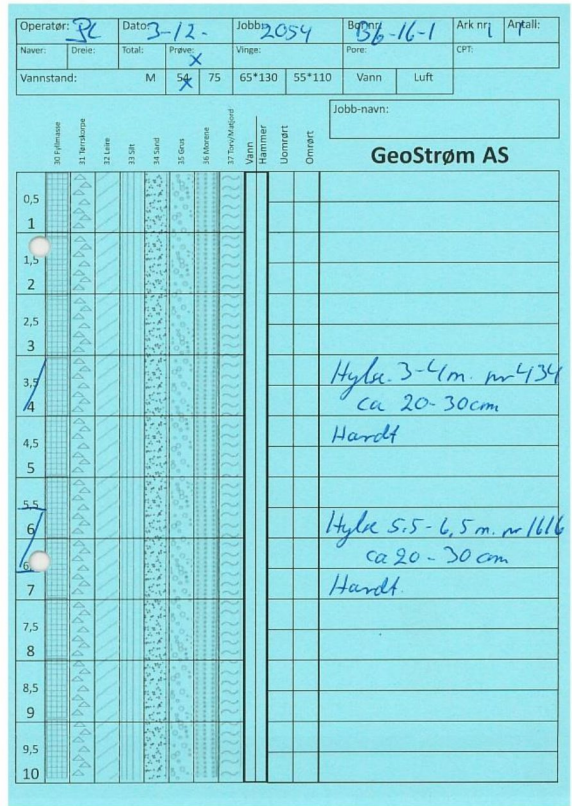 Operatør: Dato: 3-12- Jobbnr: 2054 Borpnr: B6-16-1 Ark nr: 1 Antall: 1
Naver: Dreie: Total: Prøve: x Vinge: Pore: CPT:
Vannstand: M 54 x 75 65*130 55*110 Vann Luft
Jobb-navn:
GeoStrøm AS
30 Fyllmasse
31 Tørrskorpe
32 Leire
33 Silt
34 Sand
35 Grus
36 Morene
37 Torv/Matjord
Vann
Hammer
Uomrørt
Omrørt
0,5
1
1,5
2
2,5
3
3,5 Hylse. 3-4 m. nr 434
4 ca 20-30cm
4,5 Hardt
5
5,5
6 Hylse 5.5-6,5 m. nr 1616
6, ca 20-30 cm
7 Hardt.
7,5
8
8,5
9
9,5
10